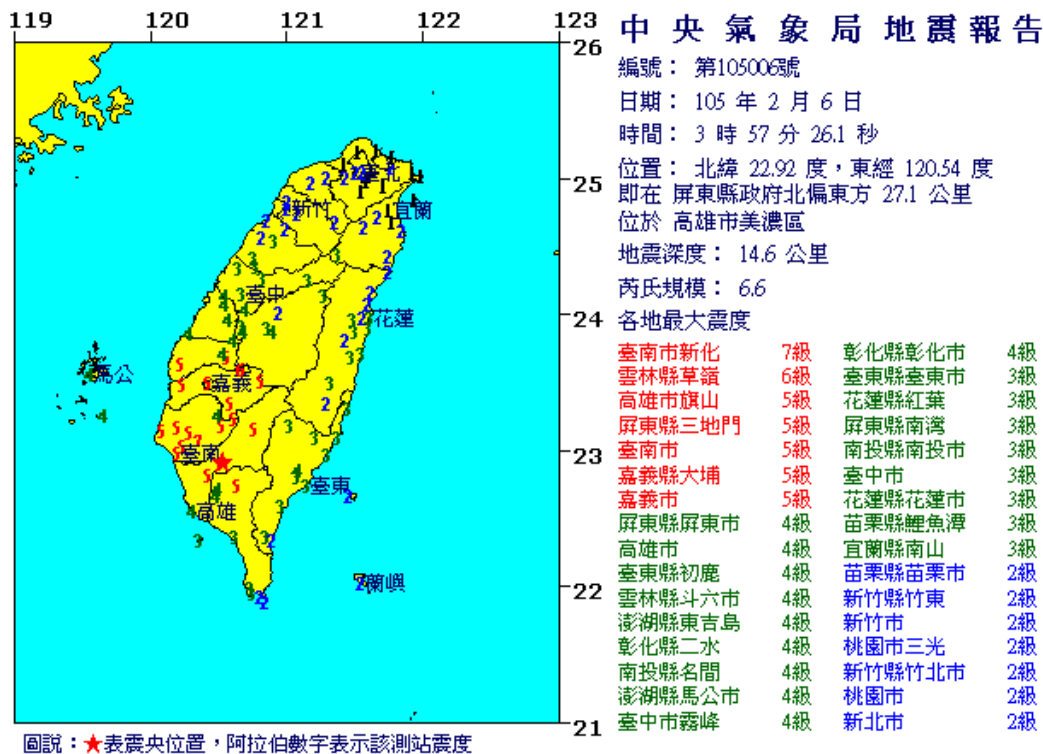 119 120 121 122 123
26
25
24
23
22
21
臺北
新竹
宜蘭
臺中
花蓮
馬公
嘉義
臺南
臺東
高雄
蘭嶼
圖說：★表震央位置，阿拉伯數字表示該測站震度
中央氣象局地震報告
編號： 第105006號
日期： 105 年 2 月 6 日
時間： 3 時 57 分 26.1 秒
位置： 北緯 22.92 度，東經 120.54 度
即在 屏東縣政府北偏東方 27.1 公里
位於 高雄市美濃區
地震深度： 14.6 公里
芮氏規模： 6.6
各地最大震度
臺南市新化 7級 彰化縣彰化市 4級
雲林縣草嶺 6級 臺東縣臺東市 3級
高雄市旗山 5級 花蓮縣紅葉 3級
屏東縣三地門 5級 屏東縣南灣 3級
臺南市 5級 南投縣南投市 3級
嘉義縣大埔 5級 臺中市 3級
嘉義市 5級 花蓮縣花蓮市 3級
屏東縣屏東市 4級 苗栗縣鯉魚潭 3級
高雄市 4級 宜蘭縣南山 3級
臺東縣初鹿 4級 苗栗縣苗栗市 2級
雲林縣斗六市 4級 新竹縣竹東 2級
澎湖縣東吉島 4級 新竹市 2級
彰化縣二水 4級 桃園市三光 2級
南投縣名間 4級 新竹縣竹北市 2級
澎湖縣馬公市 4級 桃園市 2級
臺中市霧峰 4級 新北市 2級